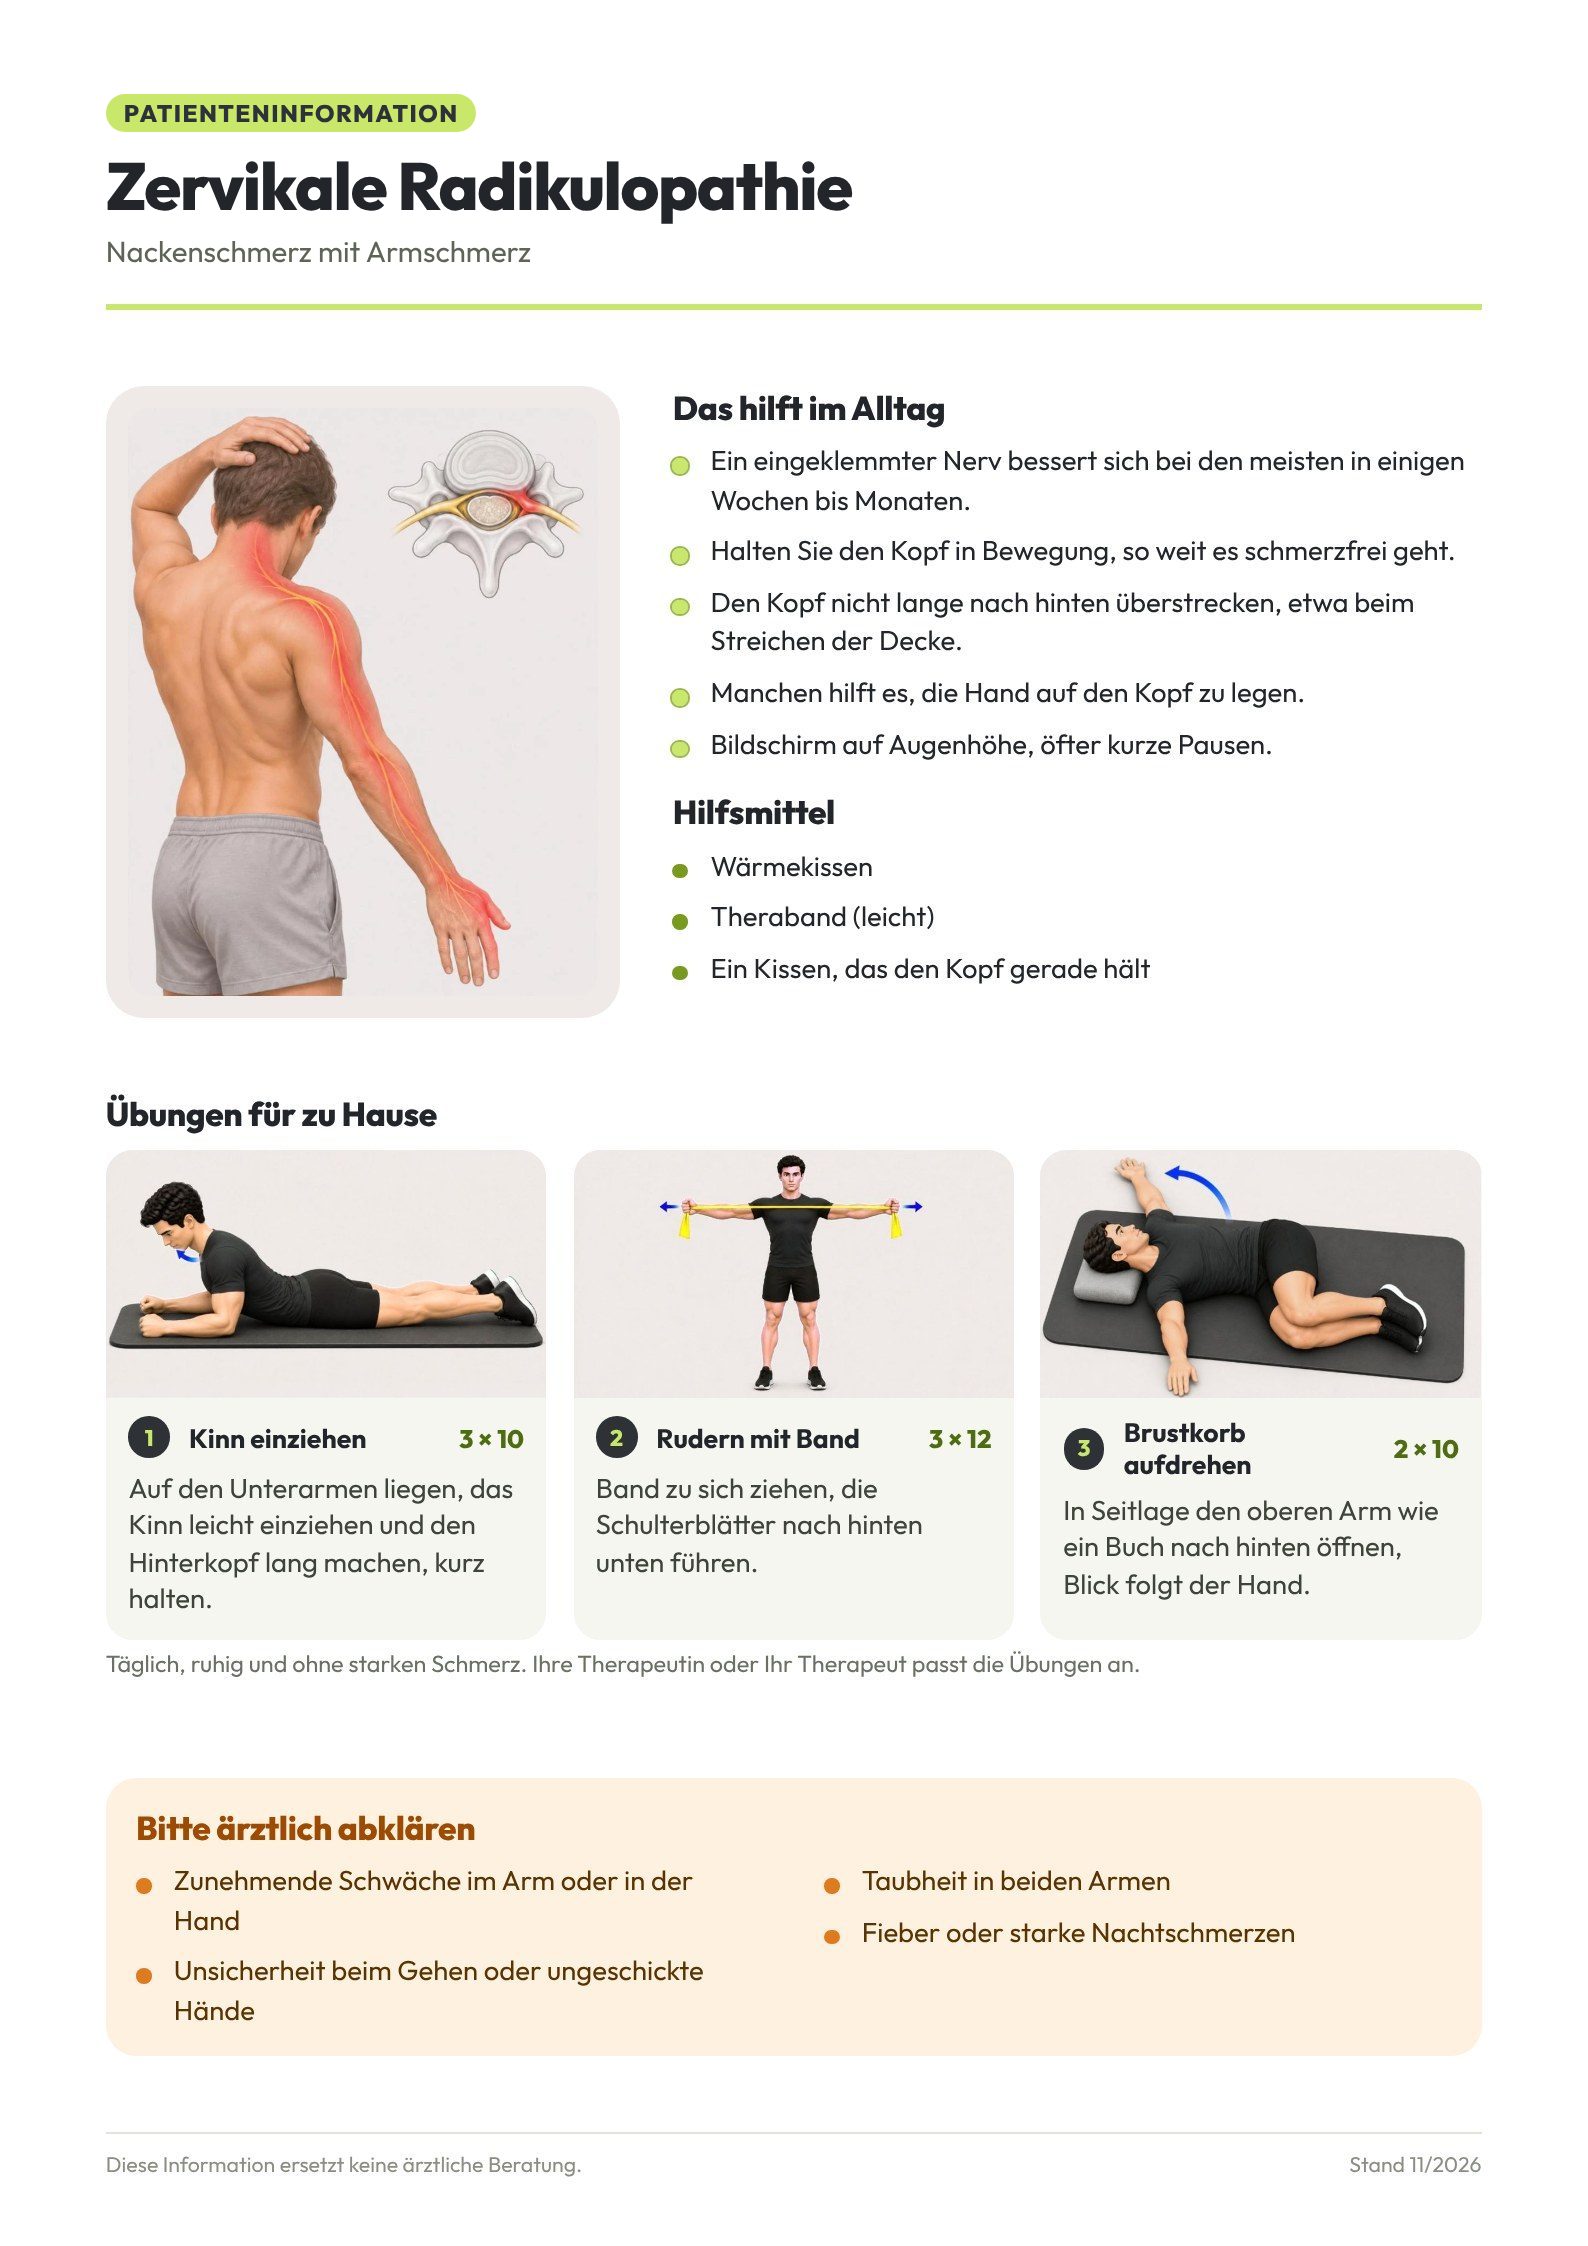 PATIENTENINFORMATION
Zervikale Radikulopathie
Nackenschmerz mit Armschmerz
Das hilft im Alltag
Ein eingeklemmter Nerv bessert sich bei den meisten in einigen
Wochen bis Monaten.
Halten Sie den Kopf in Bewegung, so weit es schmerzfrei geht.
Den Kopf nicht lange nach hinten überstrecken, etwa beim
Streichen der Decke.
Manchen hilft es, die Hand auf den Kopf zu legen.
Bildschirm auf Augenhöhe, öfter kurze Pausen.
Hilfsmittel
Wärmekissen
Theraband (leicht)
Ein Kissen, das den Kopf gerade hält
Übungen für zu Hause
1 Kinn einziehen 3 × 10
Auf den Unterarmen liegen, das
Kinn leicht einziehen und den
Hinterkopf lang machen, kurz
halten.
2 Rudern mit Band 3 × 12
Band zu sich ziehen, die
Schulterblätter nach hinten
unten führen.
3 Brustkorb
aufdrehen 2 × 10
In Seitlage den oberen Arm wie
ein Buch nach hinten öffnen,
Blick folgt der Hand.
Täglich, ruhig und ohne starken Schmerz. Ihre Therapeutin oder Ihr Therapeut passt die Übungen an.
Bitte ärztlich abklären
Zunehmende Schwäche im Arm oder in der
Hand
Unsicherheit beim Gehen oder ungeschickte
Hände
Taubheit in beiden Armen
Fieber oder starke Nachtschmerzen
Diese Information ersetzt keine ärztliche Beratung.
Stand 11/2026